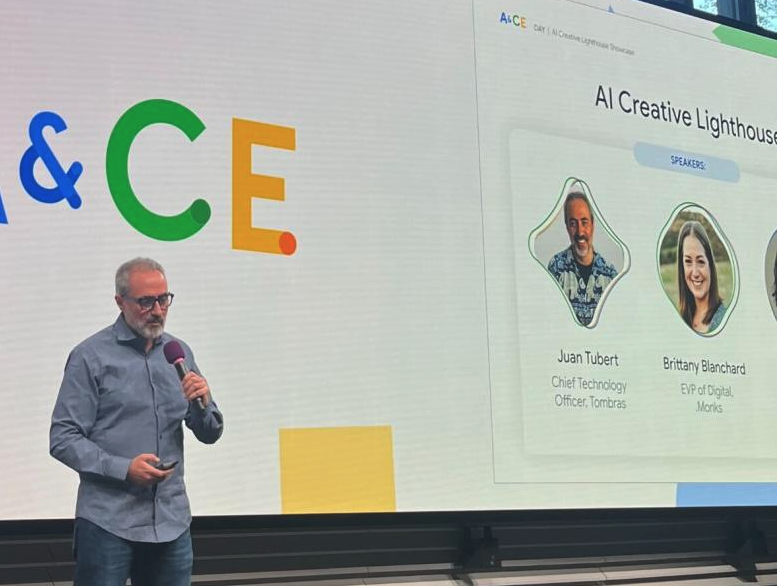 & CE
A&CE DAY | AI Creative Lighthouse Showcase
AI Creative Lighthouse
SPEAKERS:
Juan Tubert
Chief Technology
Officer, Tombras
Brittany Blanchard
EVP of Digital,
.Monks